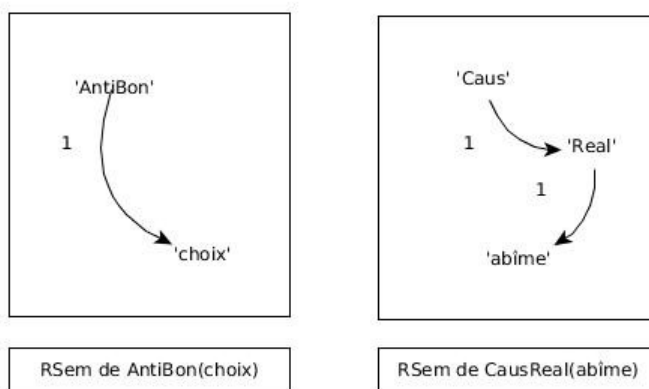 'AntiBon'
1
'choix'
RSem de AntiBon(choix)
'Caus'
1
'Real'
1
'abîme'
RSem de CausReal(abîme)